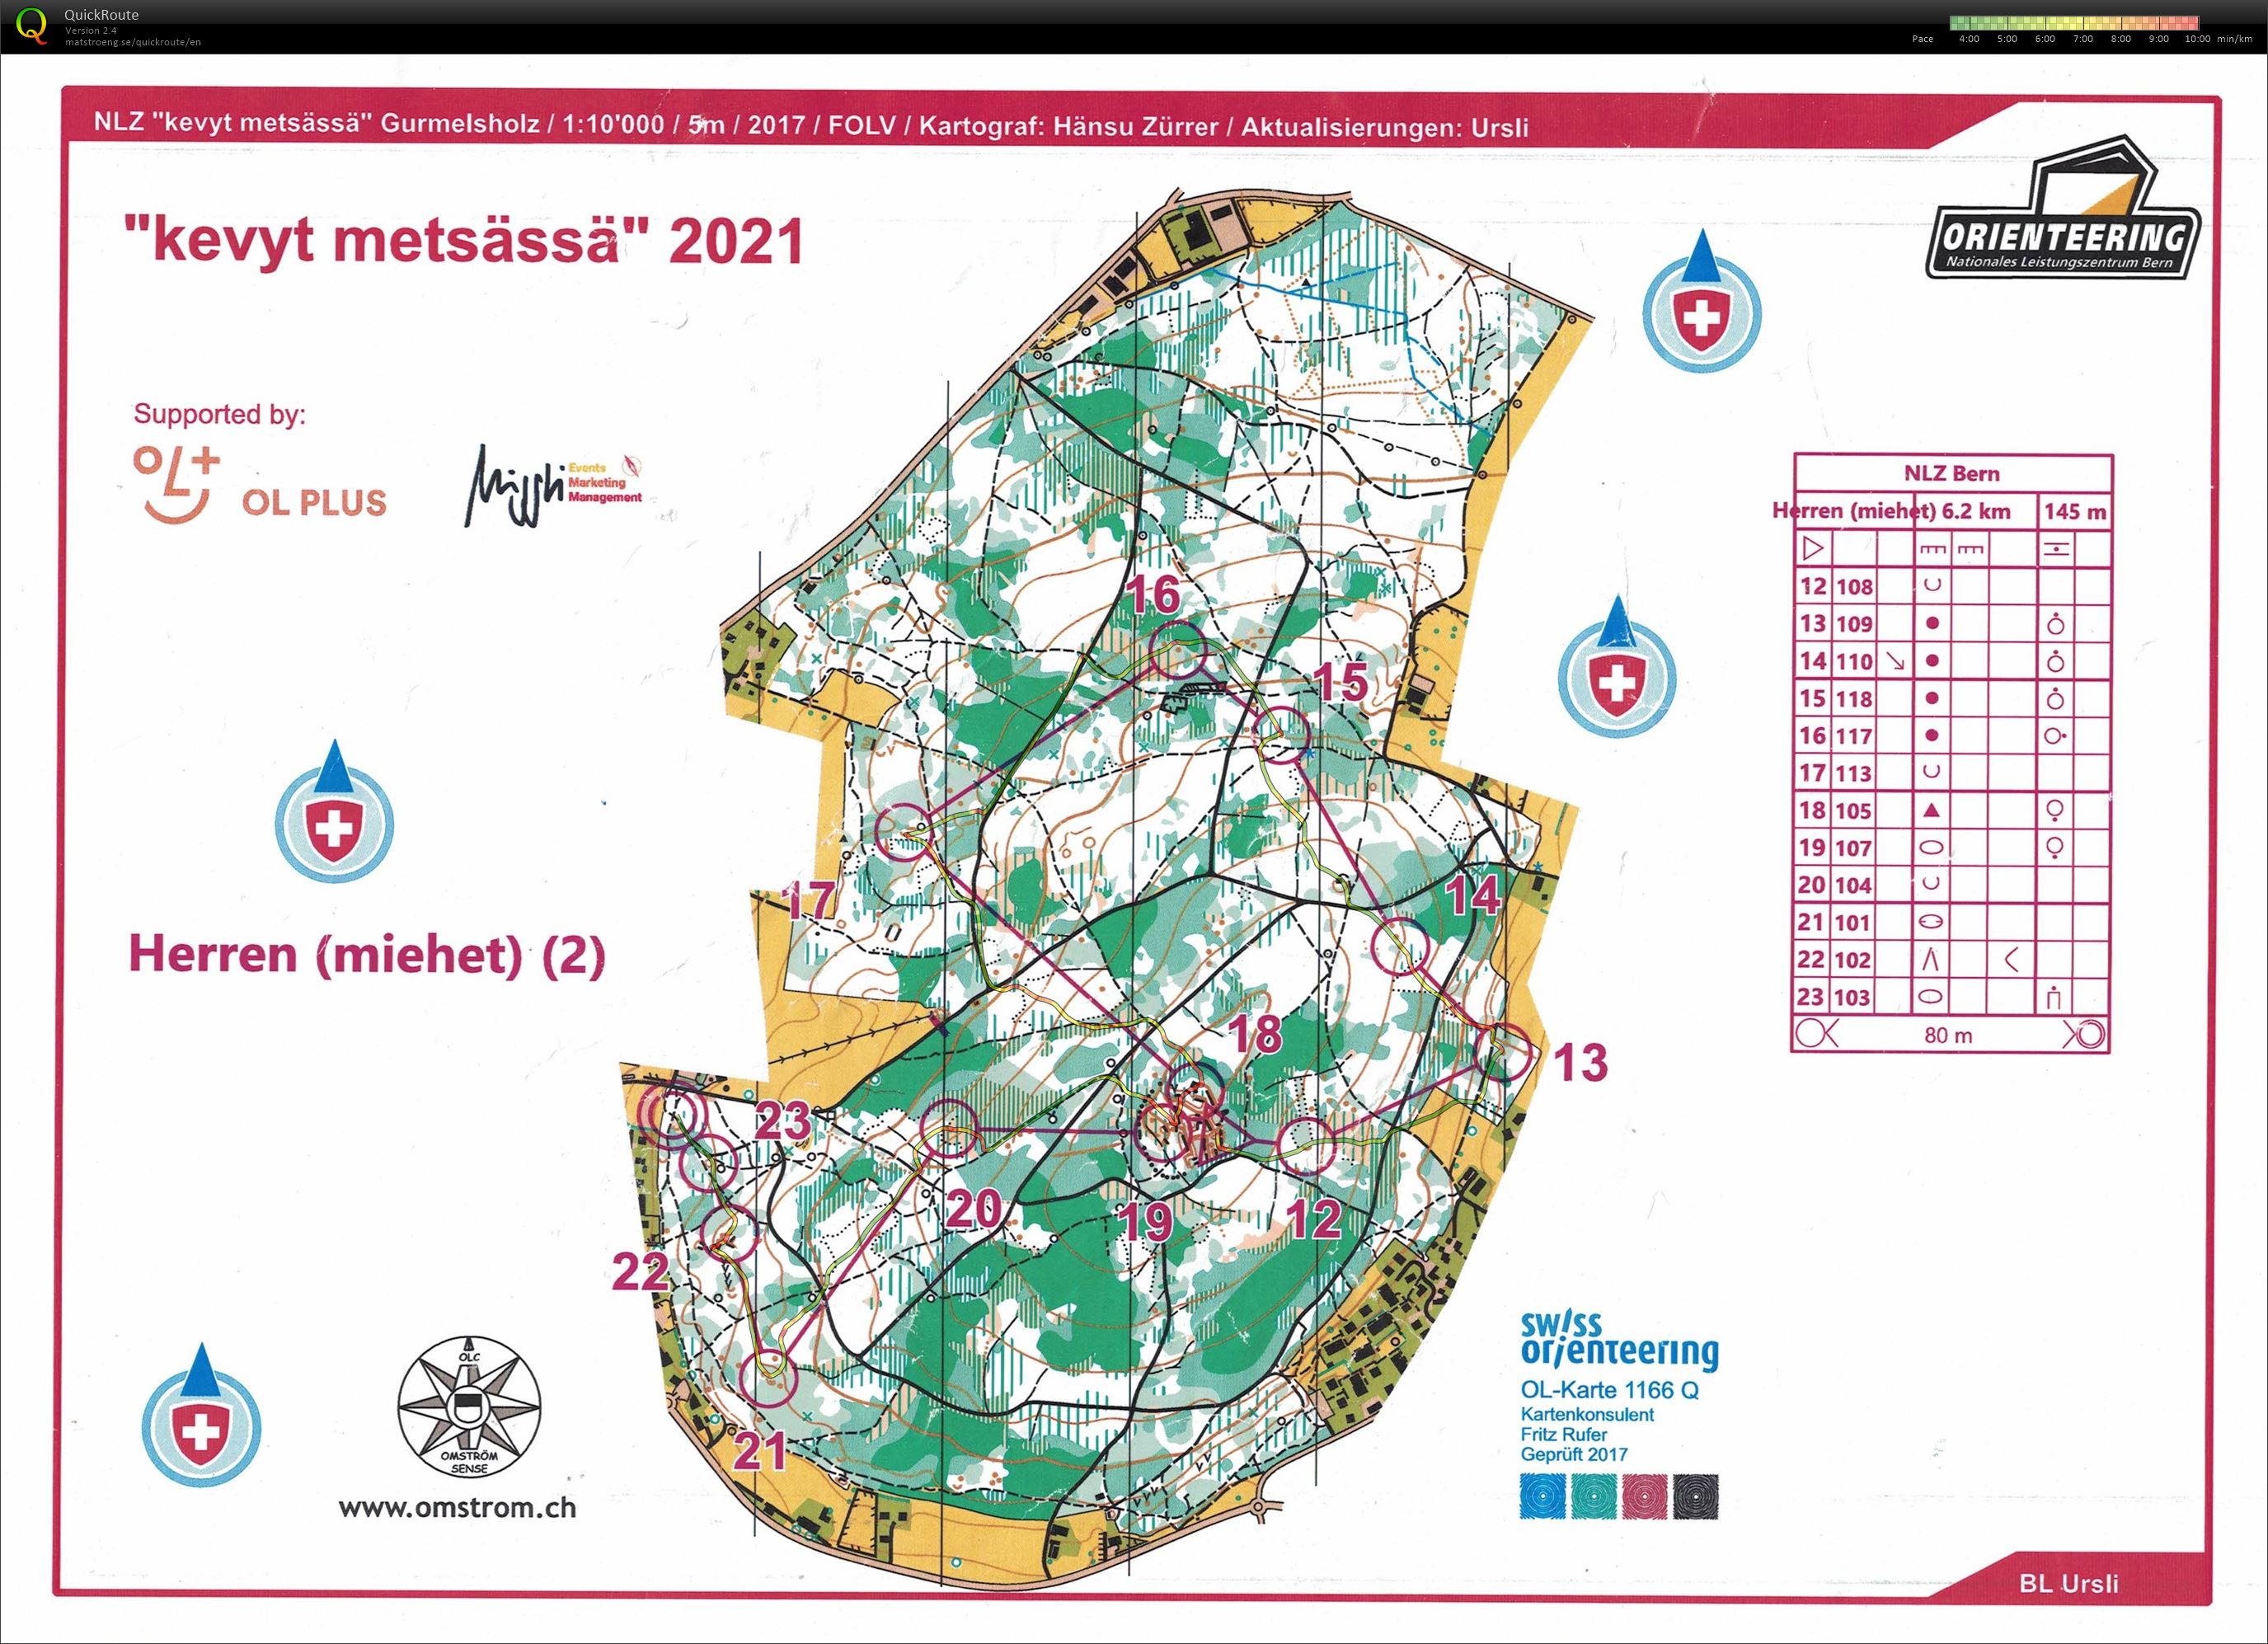 QuickRoute
Version 2.4
matstroeng.se/quickroute/en
Pace 4:00 5:00 6:00 7:00 8:00 9:00 10:00 min/km
NLZ "kevyt metsässä" Gurmelsholz / 1:10'000 / 5m / 2017 / FOLV / Kartograf: Hänsu Zürrer / Aktualisierungen: Ursli
"kevyt metsässä" 2021
ORIENTEERING
Nationales Leistungszentrum Bern
Supported by:
OL PLUS
Miggli
Events
Marketing
Management
NLZ Bern
Herren (miehet) 6.2 km 145 m
12 108
13 109
14 110
15 118
16 117
17 113
18 105
19 107
20 104
21 101
22 102
23 103
80 m
16
15
17
14
Herren (miehet) (2)
18
13
23
20
19
12
22
21
OLC
OMSTRÖM
SENSE
www.omstrom.ch
swiss
orienteering
OL-Karte 1166 Q
Kartenkonsulent
Fritz Rufer
Geprüft 2017
BL Ursli